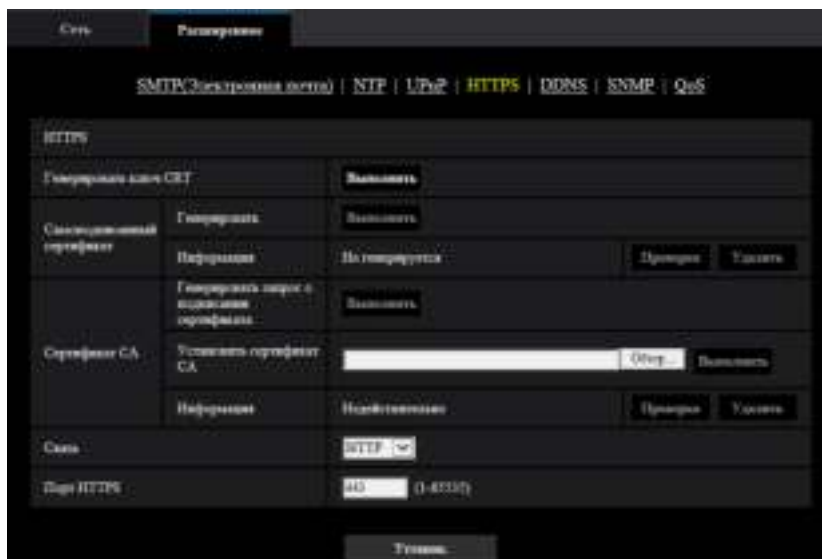 Сеть Расширенное
SMTP(Электронная почта) | NTP | UPnP | HTTPS | DDNS | SNMP | QoS
HTTPS
Генерировать ключ CRT Выполнить
Самоподписанный сертификат
Генерировать Выполнить
Информация Не генерируется Проверка Удалить
Сертификат CA
Генерировать запрос о подписании сертификата
Выполнить
Установить сертификат CA
Обзор... Выполнить
Информация Недействительно Проверка Удалить
Связь HTTP
Порт HTTPS 443 (1-65535)
Установ.